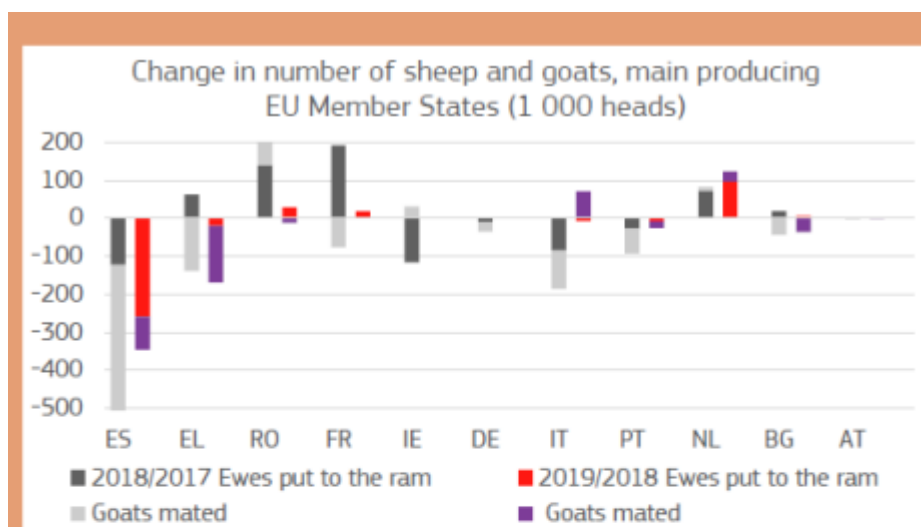 Change in number of sheep and goats, main producing
EU Member States (1 000 heads)
200
100
0
-100
-200
-300
-400
-500
ES EL RO FR IE DE IT PT NL BG AT
2018/2017 Ewes put to the ram 2019/2018 Ewes put to the ram
Goats mated Goats mated